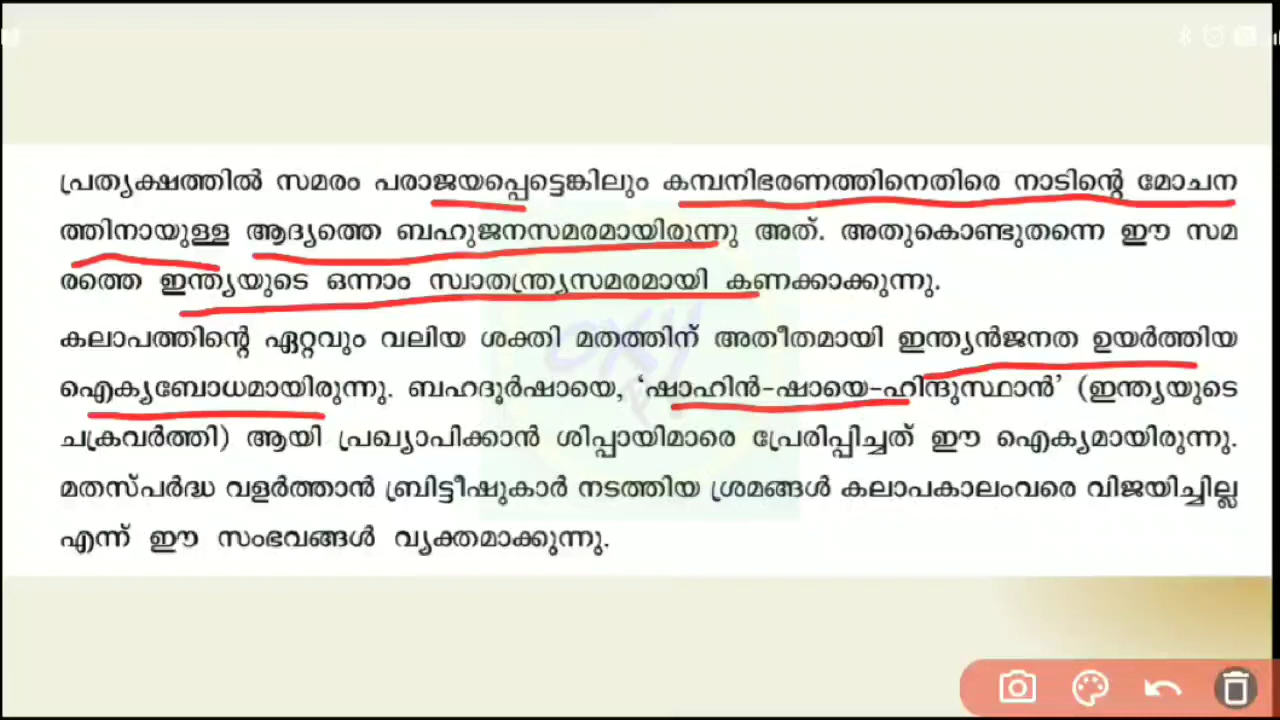 പ്രത്യക്ഷത്തിൽ സമരം പരാജയപ്പെട്ടെങ്കിലും കമ്പനിഭരണത്തിനെതിരെ നാടിന്റെ മോചന
ത്തിനായുള്ള ആദ്യത്തെ ബഹുജനസമരമായിരുന്നു അത്. അതുകൊണ്ടുതന്നെ ഈ സമ
രത്തെ ഇന്ത്യയുടെ ഒന്നാം സ്വാതന്ത്ര്യസമരമായി കണക്കാക്കുന്നു.
കലാപത്തിന്റെ ഏറ്റവും വലിയ ശക്തി മതത്തിന് അതീതമായി ഇന്ത്യൻജനത ഉയർത്തിയ
ഐക്യബോധമായിരുന്നു. ബഹദൂർഷായെ, ‘ഷാഹിൻ-ഷായെ-ഹിന്ദുസ്ഥാൻ’ (ഇന്ത്യയുടെ
ചക്രവർത്തി) ആയി പ്രഖ്യാപിക്കാൻ ശിപ്പായിമാരെ പ്രേരിപ്പിച്ചത് ഈ ഐക്യമായിരുന്നു.
മതസ്പർദ്ധ വളർത്താൻ ബ്രിട്ടീഷുകാർ നടത്തിയ ശ്രമങ്ങൾ കലാപകാലംവരെ വിജയിച്ചില്ല
എന്ന് ഈ സംഭവങ്ങൾ വ്യക്തമാക്കുന്നു.